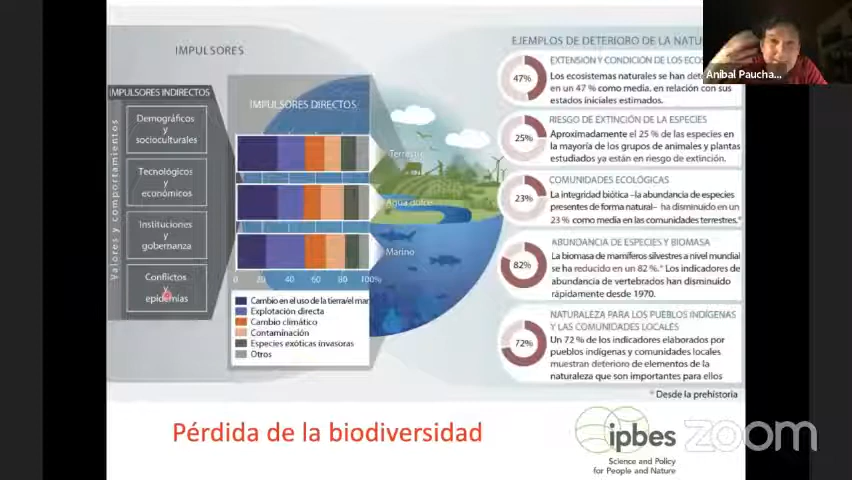 IMPULSORES
IMPULSORES INDIRECTOS
Valores y comportamientos
Demográficos
y
socioculturales
Tecnológicos
y
económicos
Instituciones
y
gobernanza
Conflictos
y
epidemias
IMPULSORES DIRECTOS
Terrestre
Agua dulce
Marino
0 20 40 60 80 100%
Cambio en el uso de la tierra/el mar
Explotación directa
Cambio climático
Contaminación
Especies exóticas invasoras
Otros
EJEMPLOS DE DETERIORO DE LA
47%
EXTENSION Y CONDICIÓN DE LOS
Los ecosistemas naturales se han
en un 47 % como media, en relación con sus
estados iniciales estimados.
25%
RIESGO DE EXTINCIÓN DE LA ESPECIES
Aproximadamente el 25 % de las especies en
la mayoría de los grupos de animales y plantas
estudiados ya están en riesgo de extinción.
23%
COMUNIDADES ECOLÓGICAS
La integridad biótica –la abundancia de especies
presentes de forma natural– ha disminuido en un
23 % como media en las comunidades terrestres.*
82%
ABUNDANCIA DE ESPECIES Y BIOMASA
La biomasa de mamíferos silvestres a nivel mundial
se ha reducido en un 82 %.* Los indicadores de
abundancia de vertebrados han disminuido
rápidamente desde 1970.
72%
NATURALEZA PARA LOS PUEBLOS INDÍGENAS
Y LAS COMUNIDADES LOCALES
Un 72 % de los indicadores elaborados por
pueblos indígenas y comunidades locales
muestran deterioro de elementos de la
naturaleza que son importantes para ellos
* Desde la prehistoria
Aníbal Paucha...
Pérdida de la biodiversidad
ipbes
Science and Policy
for People and Nature
zoom